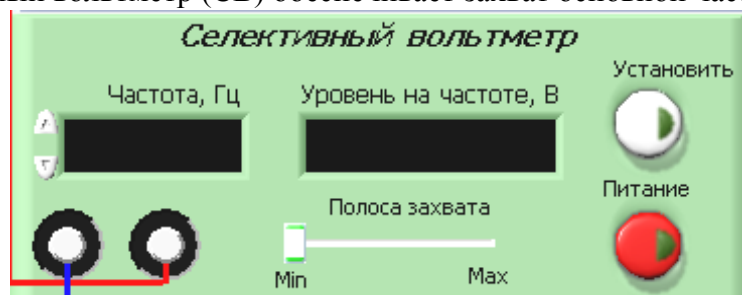 Селективный вольтметр
Установить
Частота, Гц
Уровень на частоте, В
Питание
Полоса захвата
Min
Max